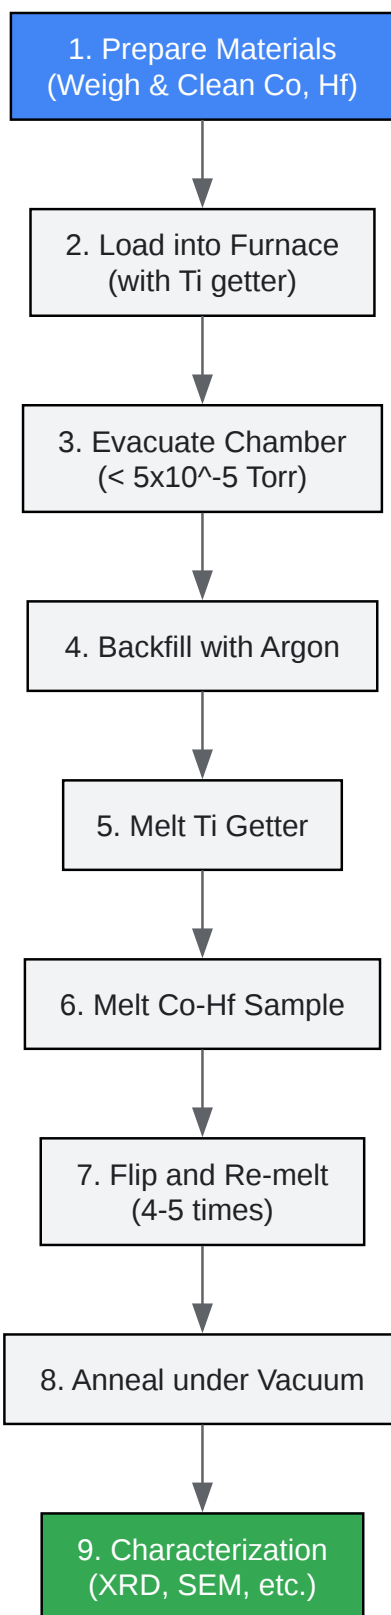 1. Prepare Materials
(Weigh & Clean Co, Hf)
2. Load into Furnace
(with Ti getter)
3. Evacuate Chamber
(< 5x10^-5 Torr)
4. Backfill with Argon
5. Melt Ti Getter
6. Melt Co-Hf Sample
7. Flip and Re-melt
(4-5 times)
8. Anneal under Vacuum
9. Characterization
(XRD, SEM, etc.)